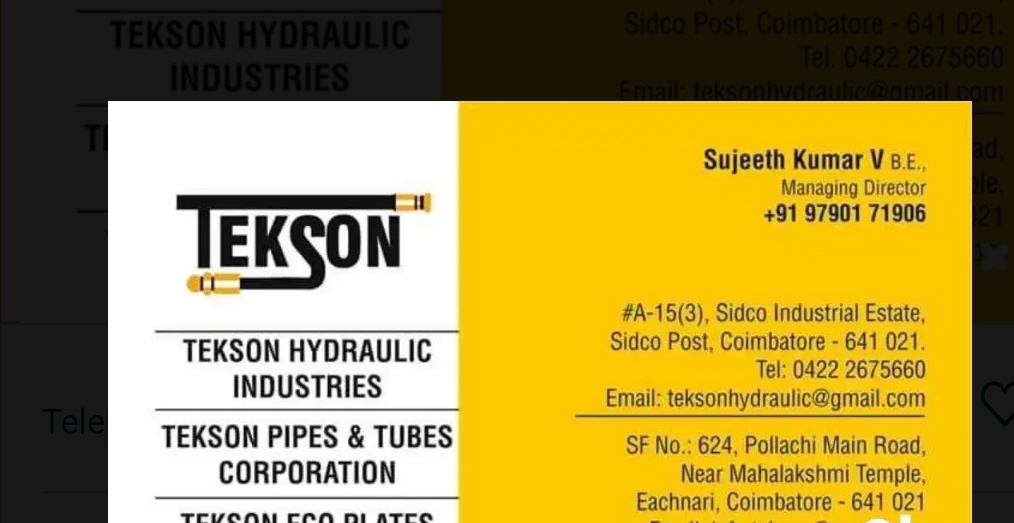 TEKSON HYDRAULIC
INDUSTRIES
Sidco Post, Coimbatore - 641 021.
Tel: 0422 2675660
Email: teksonhydraulic@gmail.com
TEKSON
Sujeeth Kumar V B.E.,
Managing Director
+91 97901 71906
#A-15(3), Sidco Industrial Estate,
Sidco Post, Coimbatore - 641 021.
Tel: 0422 2675660
Email: teksonhydraulic@gmail.com
TEKSON HYDRAULIC
INDUSTRIES
TEKSON PIPES & TUBES
CORPORATION
TEKSON ECO PLATES
SF No.: 624, Pollachi Main Road,
Near Mahalakshmi Temple,
Eachnari, Coimbatore - 641 021
Tele